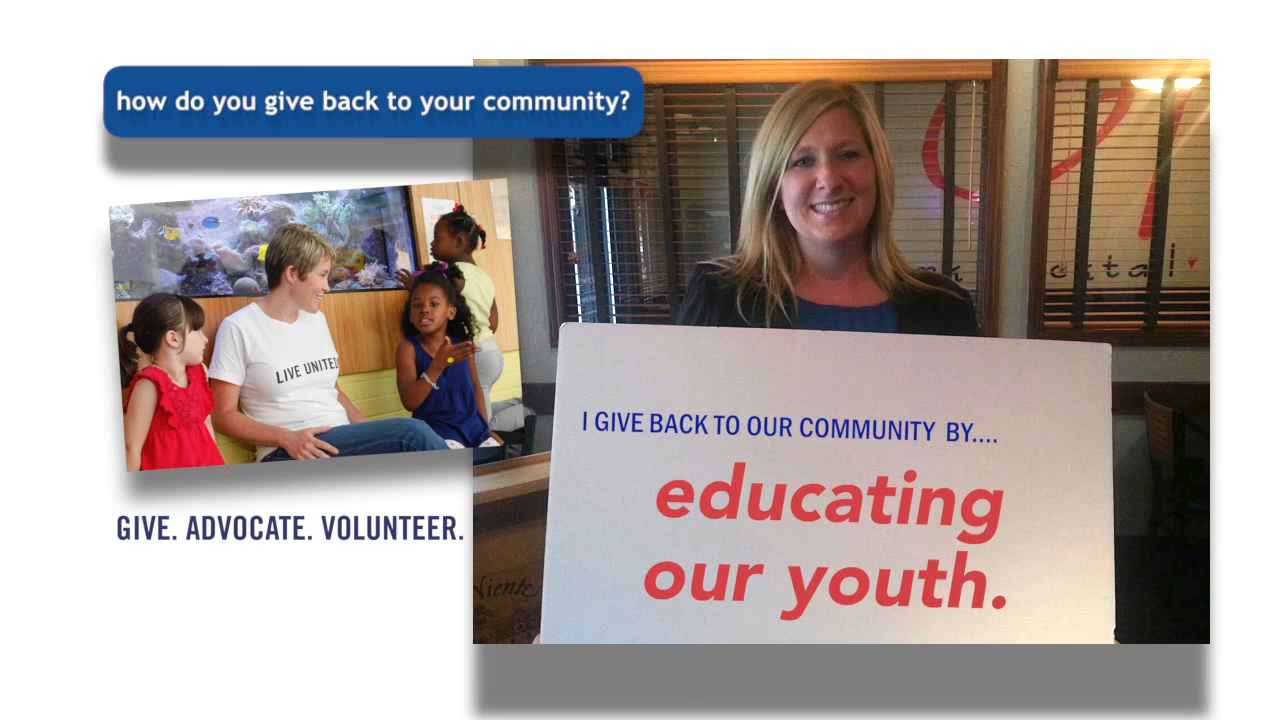 how do you give back to your community?
LIVE UNITED
GIVE. ADVOCATE. VOLUNTEER.
I GIVE BACK TO OUR COMMUNITY BY....
educating
our youth.
Niente